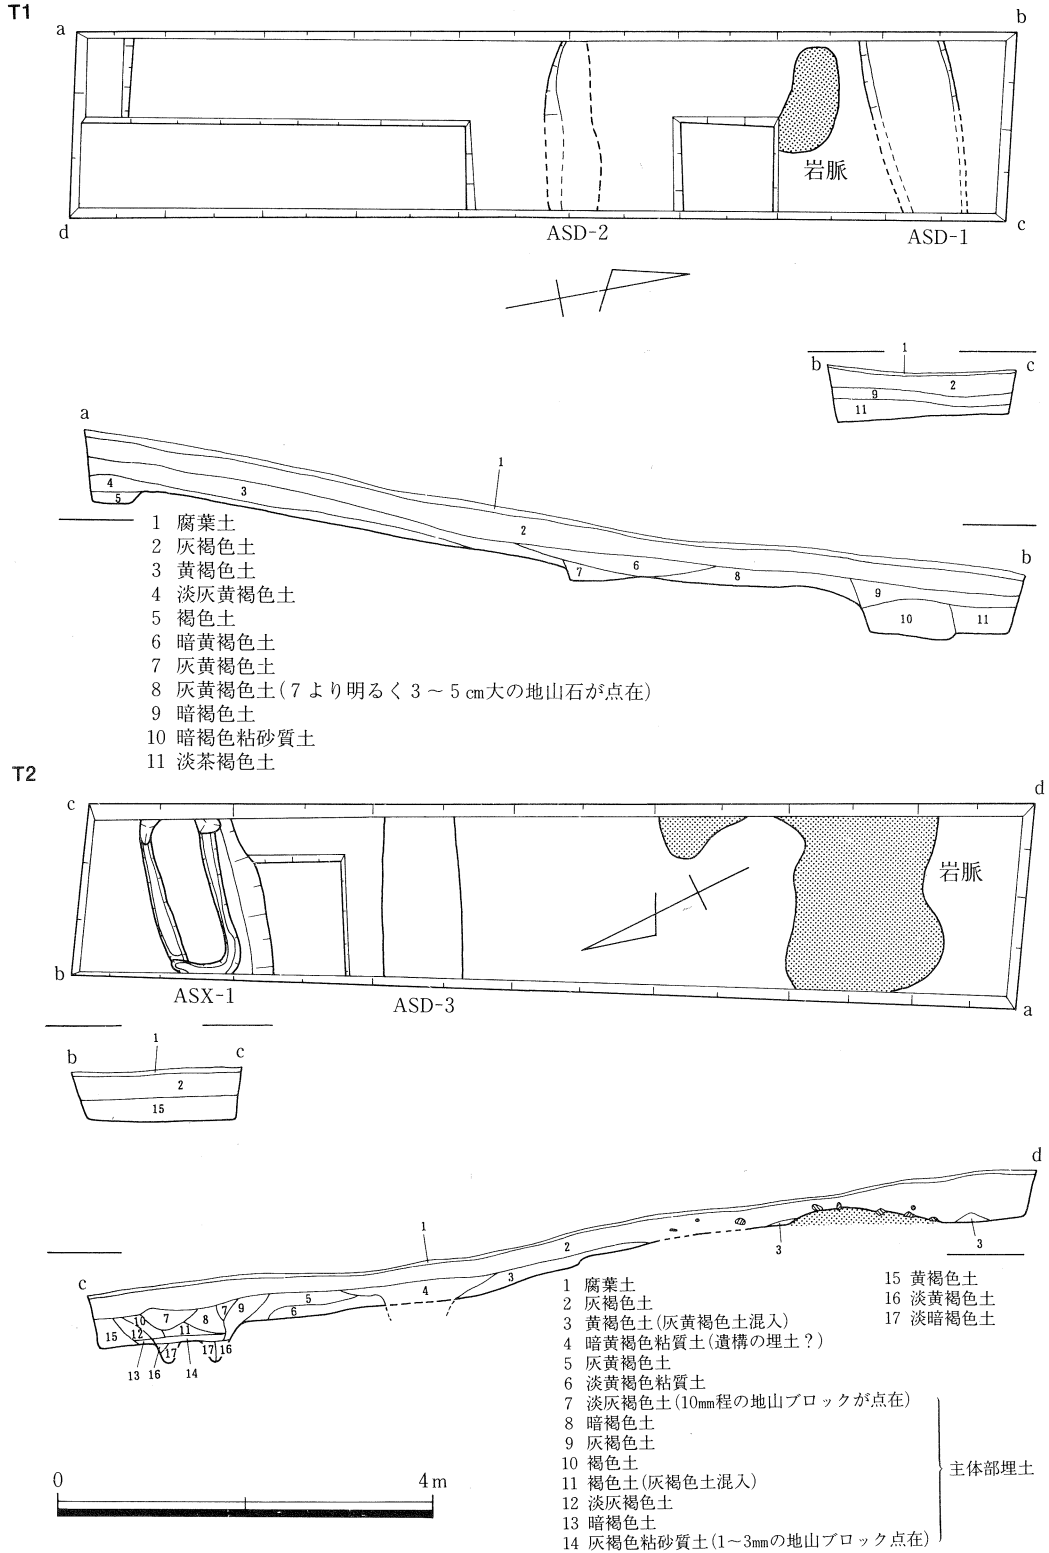 T1
a
b
岩脈
d
ASD-2
ASD-1
c
b
1
c
2
9
11
a
1
4
3
5
2
b
7
6
8
9
10
11
1 腐葉土
2 灰褐色土
3 黄褐色土
4 淡灰黄褐色土
5 褐色土
6 暗黄褐色土
7 灰黄褐色土
8 灰黄褐色土(7より明るく3~5cm大の地山石が点在)
9 暗褐色土
10 暗褐色粘砂質土
11 淡茶褐色土
T2
c
d
岩脈
b
ASX-1
ASD-3
a
b
1
c
2
15
d
1
2
3
3
c
3
4
5
6
10
7
8
7
9
15
12
11
17
17
16
13
16
14
1 腐葉土
2 灰褐色土
3 黄褐色土(灰黄褐色土混入)
4 暗黄褐色粘質土(遺構の埋土?)
5 灰黄褐色土
6 淡黄褐色粘質土
7 淡灰褐色土(10mm程の地山ブロックが点在)
8 暗褐色土
9 灰褐色土
10 褐色土
11 褐色土(灰褐色土混入)
12 淡灰褐色土
13 暗褐色土
14 灰褐色粘砂質土(1~3mmの地山ブロック点在)
主体部埋土
15 黄褐色土
16 淡黄褐色土
17 淡暗褐色土
0
4m